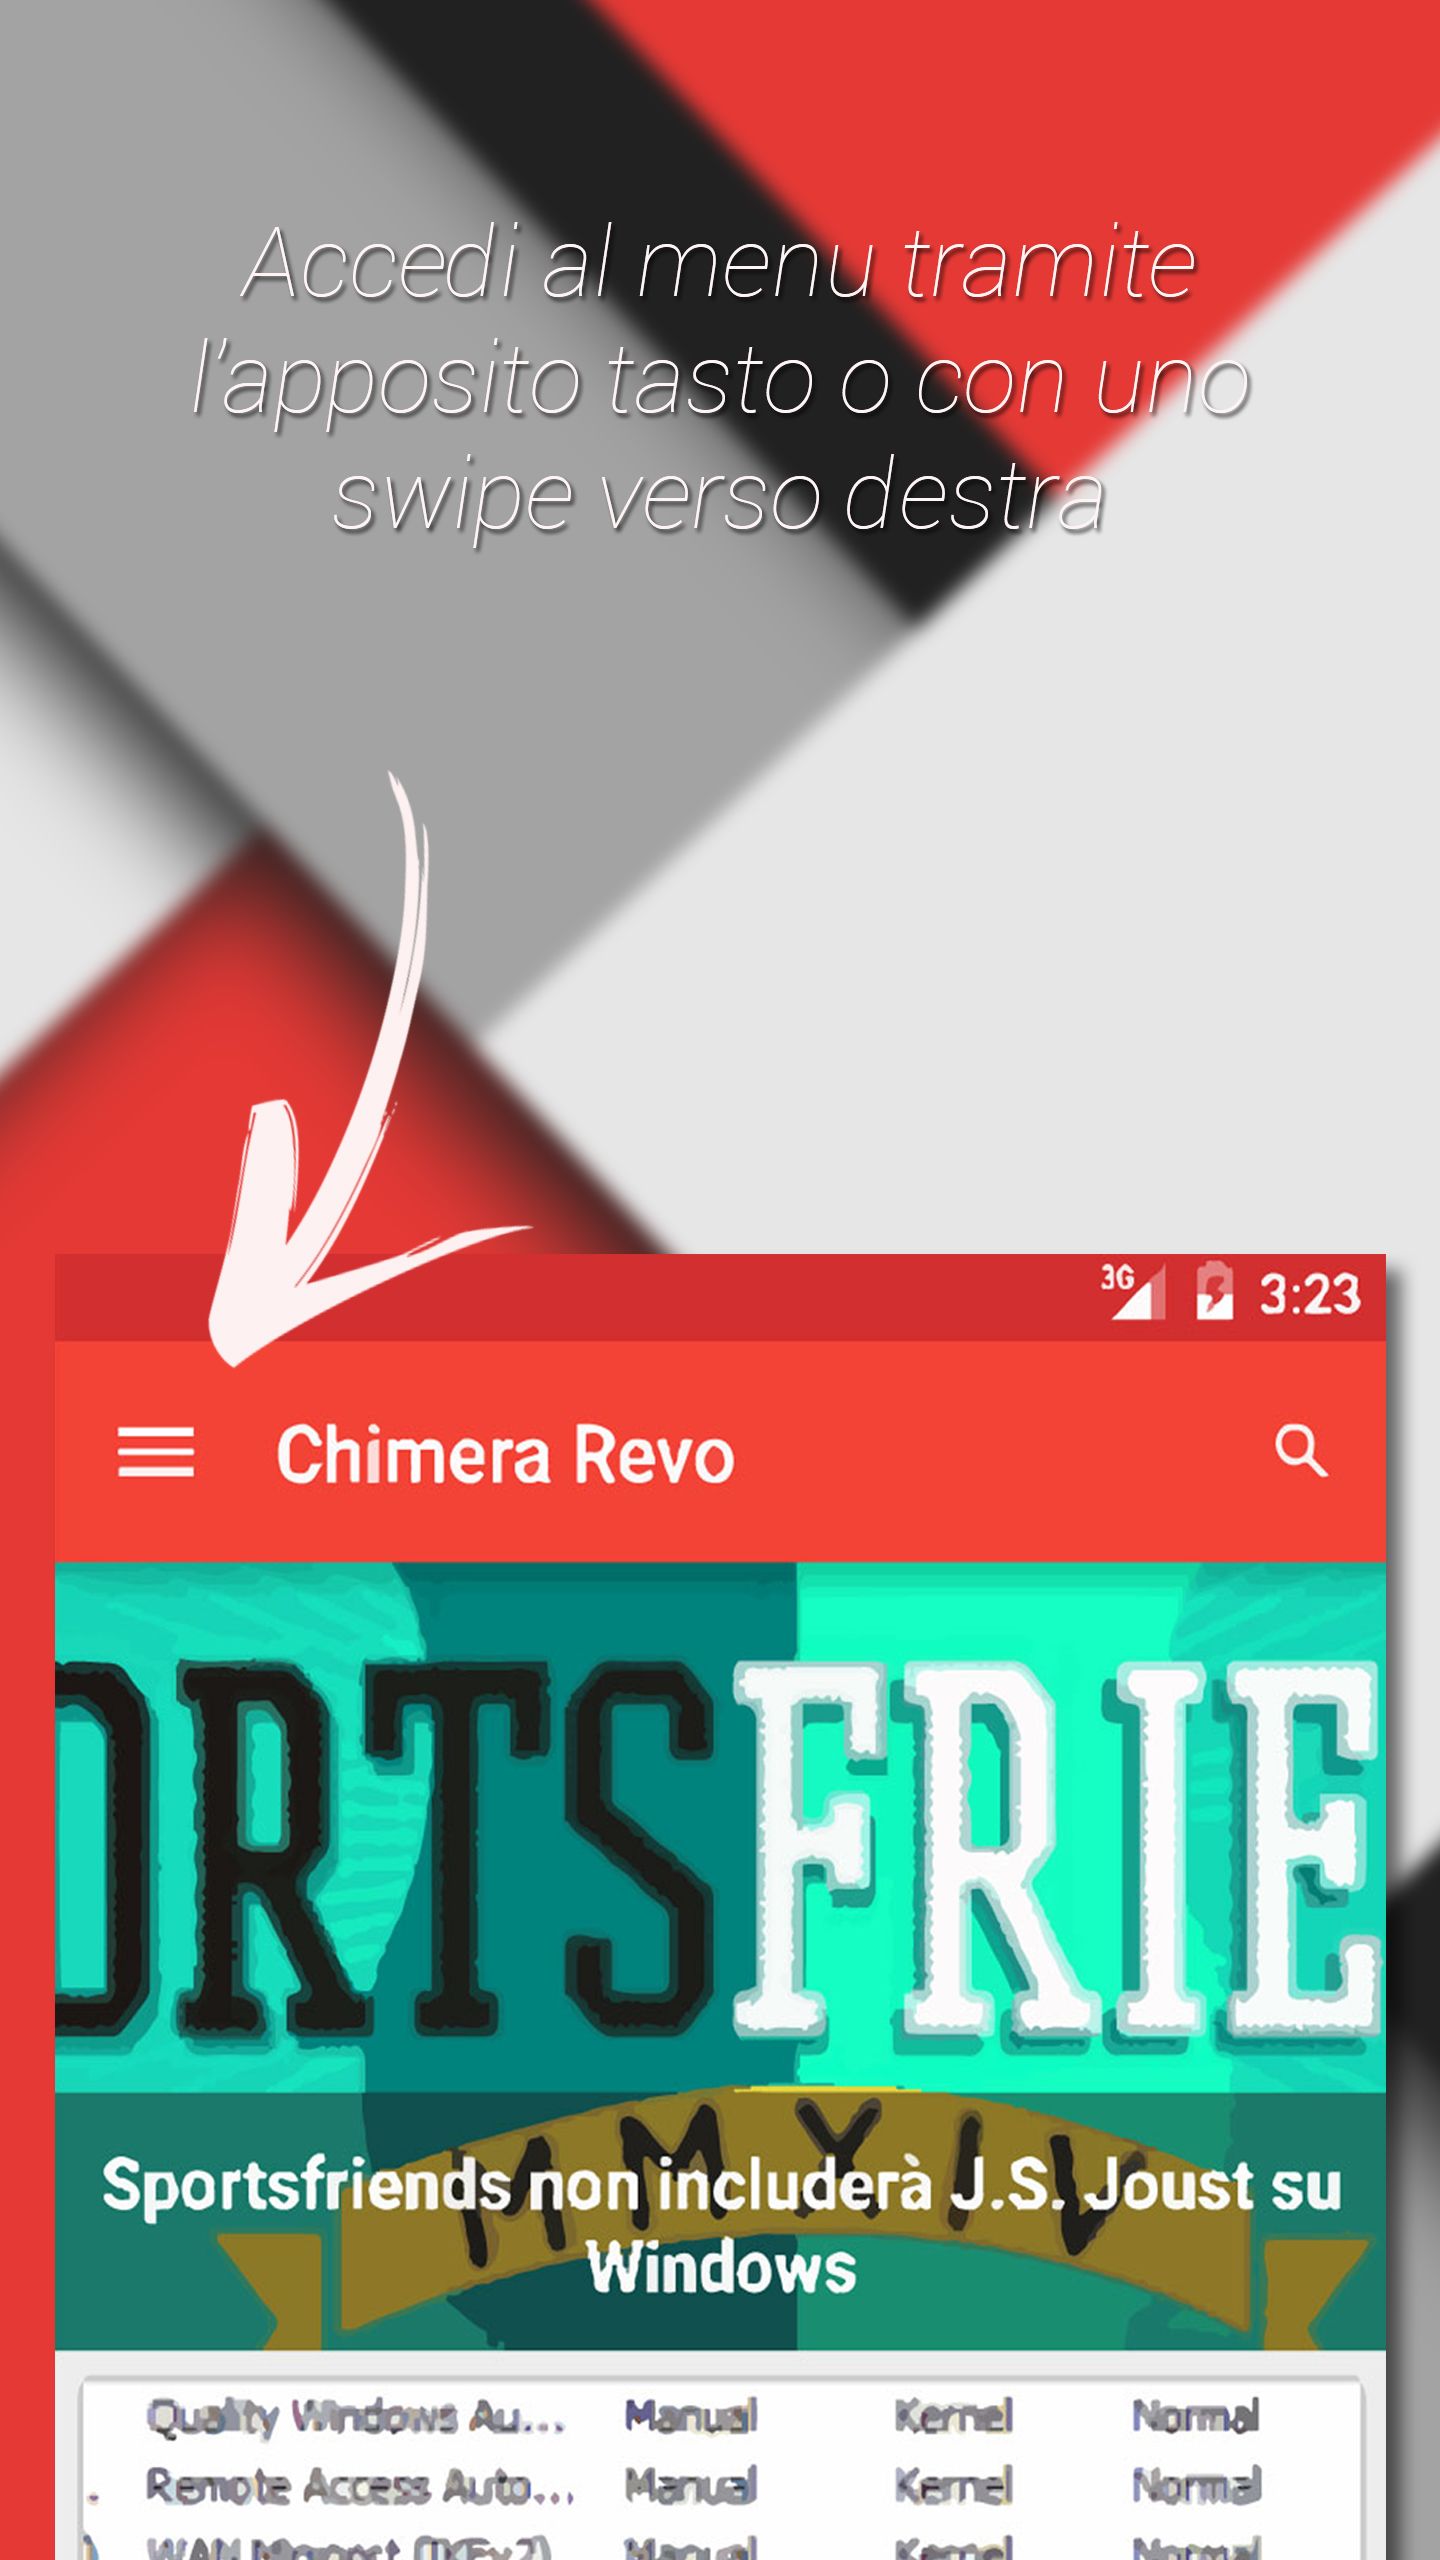 Accedi al menu tramite
l'apposito tasto o con uno
swipe verso destra
3G 3:23
Chimera Revo
ORTSFRIE
MMXIV
Sportsfriends non includerà J.S. Joust su
Windows
Quality Windows Au... Manual Kernel Normal
Remote Access Auto... Manual Kernel Normal
Manual Kernel Normal